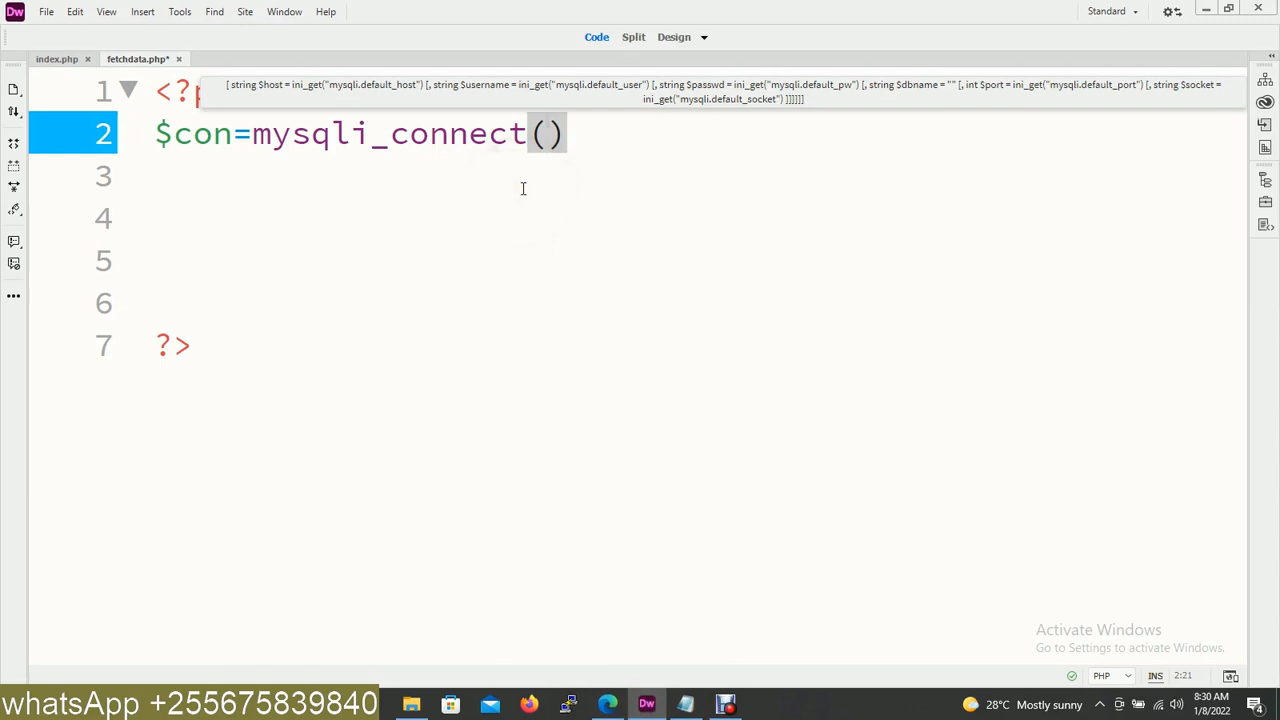 Dw File Edit View Insert Tools Find Site Window Help Standard
Code Split Design
index.php fetchdata.php*
[ string $host = ini_get("mysqli.default_host") [, string $username = ini_get("mysqli.default_user") [, string $passwd = ini_get("mysqli.default_pw") [, string $dbname = "" [, int $port = ini_get("mysqli.default_port") [, string $socket =
ini_get("mysqli.default_socket") ]]]]]]
1 <?p
2 $con=mysqli_connect()
3
4
5
6
7 ?>
Activate Windows
Go to Settings to activate Windows.
PHP INS 2:21
whatsApp +255675839840
Dw
28°C Mostly sunny
8:30 AM
1/8/2022
4